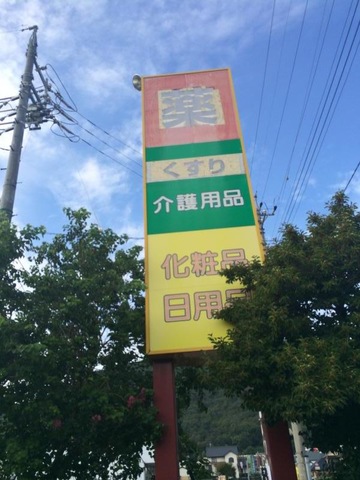 薬
くすり
介護用品
化粧品
日用品